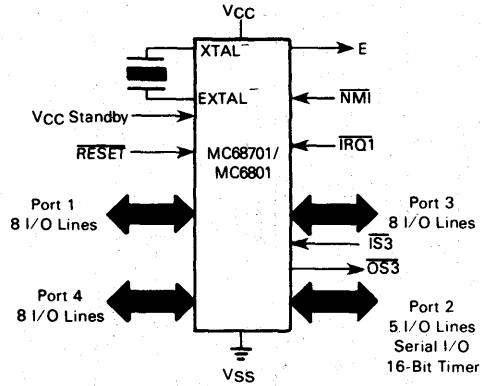 VCC
XTAL
E
EXTAL
NMI
VCC Standby
RESET
IRQ1
MC68701/
MC6801
Port 1
8 I/O Lines
Port 3
8 I/O Lines
IS3
OS3
Port 4
8 I/O Lines
Port 2
5 I/O Lines
Serial I/O
16-Bit Timer
VSS